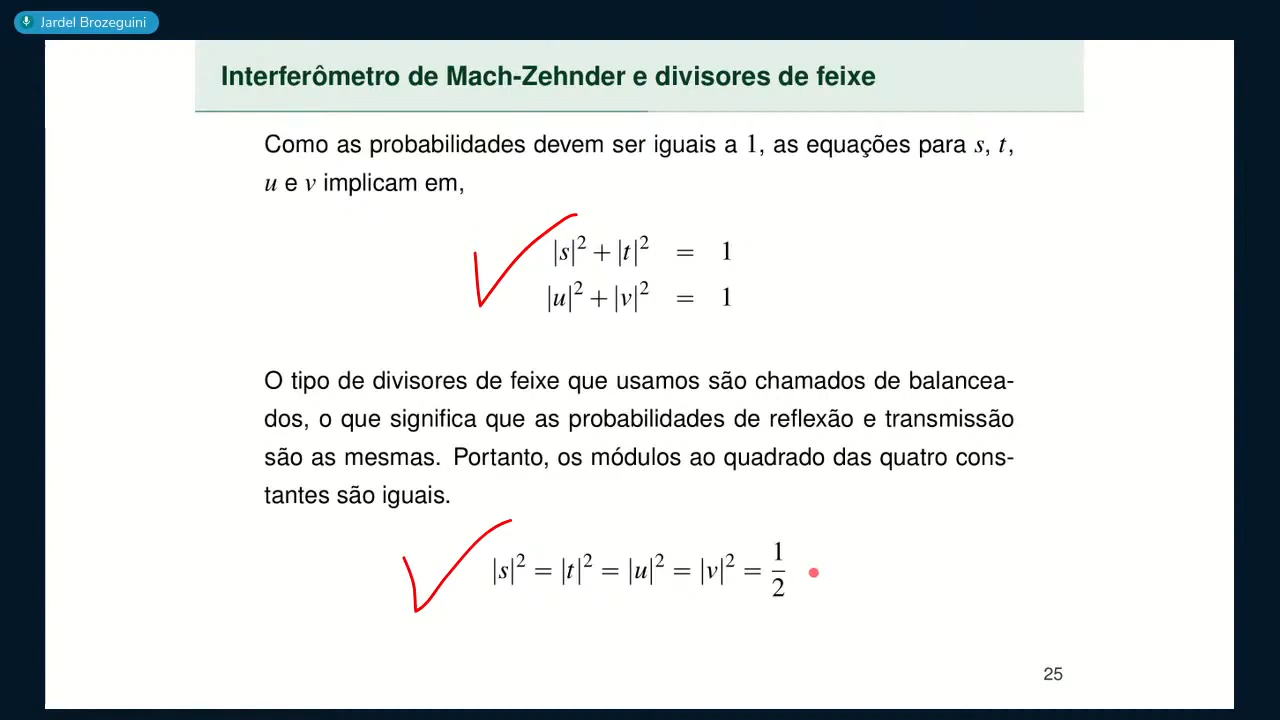 Jardel Brozeguini
Interferômetro de Mach-Zehnder e divisores de feixe
Como as probabilidades devem ser iguais a 1, as equações para s, t,
u e v implicam em,
|s|² + |t|² = 1
|u|² + |v|² = 1
O tipo de divisores de feixe que usamos são chamados de balancea-
dos, o que significa que as probabilidades de reflexão e transmissão
são as mesmas. Portanto, os módulos ao quadrado das quatro cons-
tantes são iguais.
|s|² = |t|² = |u|² = |v|² = 1/2
25